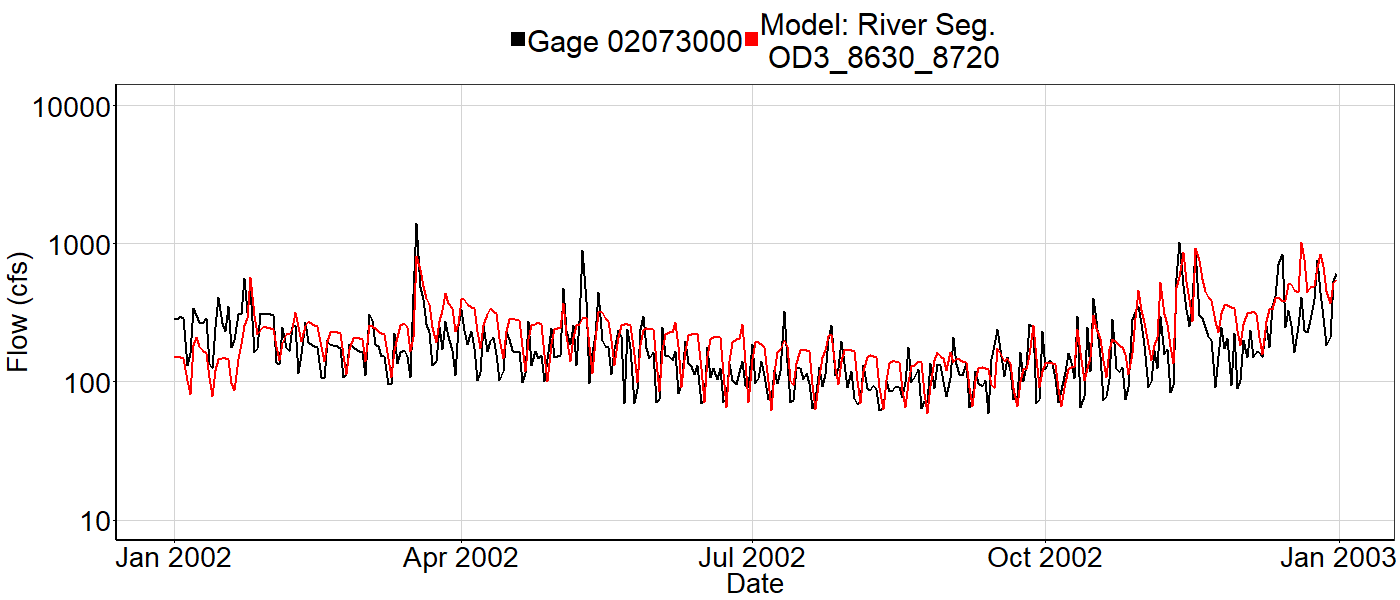 Gage 02073000
Model: River Seg.
OD3_8630_8720
10000
1000
100
10
Flow (cfs)
Jan 2002
Apr 2002
Jul 2002
Oct 2002
Jan 2003
Date